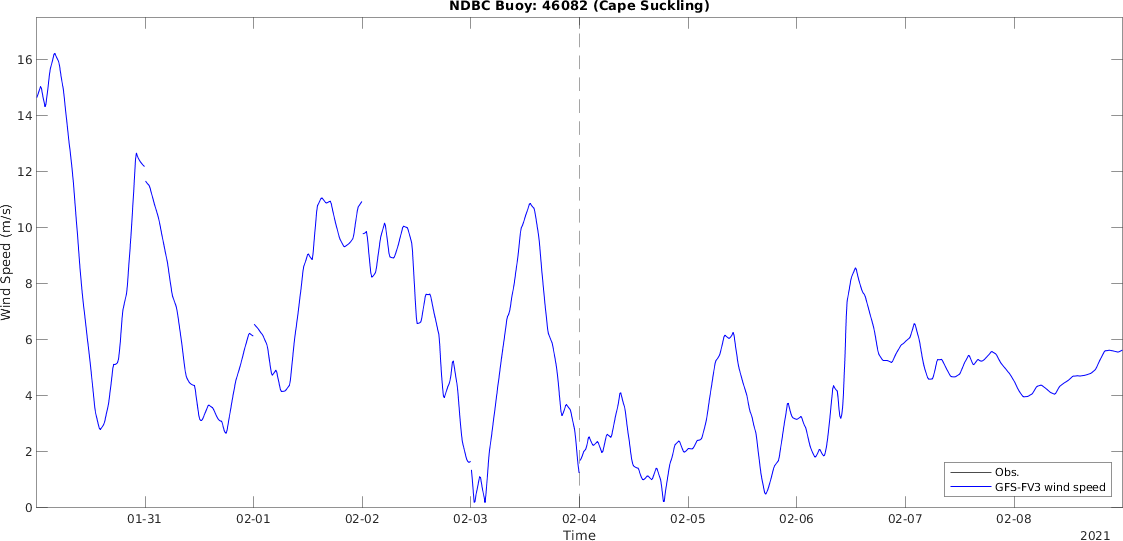 NDBC Buoy: 46082 (Cape Suckling)
16
14
12
10
8
6
4
2
0
Wind Speed (m/s)
Obs.
GFS-FV3 wind speed
01-31 02-01 02-02 02-03 02-04 02-05 02-06 02-07 02-08
Time
2021